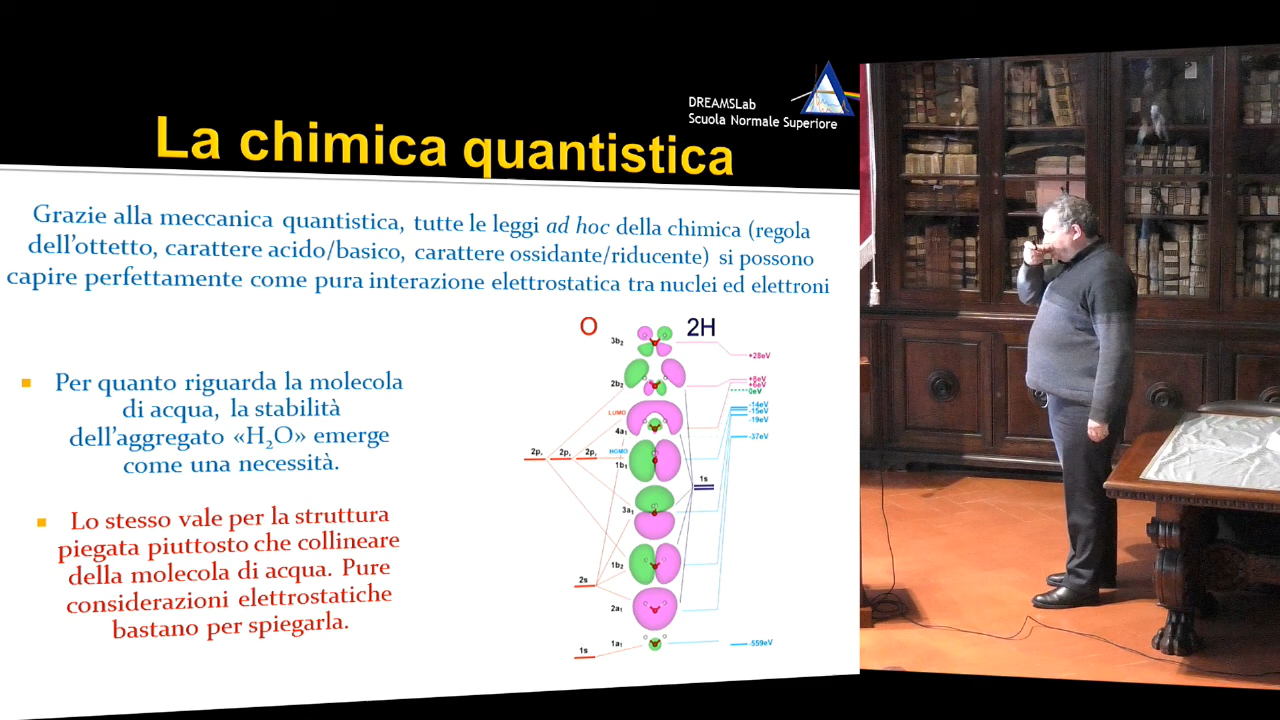 DREAMSLab
Scuola Normale Superiore
La chimica quantistica
Grazie alla meccanica quantistica, tutte le leggi ad hoc della chimica (regola
dell'ottetto, carattere acido/basico, carattere ossidante/riducente) si possono
capire perfettamente come pura interazione elettrostatica tra nuclei ed elettroni
Per quanto riguarda la molecola
di acqua, la stabilità
dell'aggregato «H₂O» emerge
come una necessità.
Lo stesso vale per la struttura
piegata piuttosto che collineare
della molecola di acqua. Pure
considerazioni elettrostatiche
bastano per spiegarla.
O 2H
3b₂
+28eV
2b₂
+8eV
+6eV
0eV
LUMO
-14eV
-15eV
-19eV
4a₁
-37eV
HOMO
1b₁
1s
3a₁
1b₂
2s
2a₁
1a₁
-559eV
1s